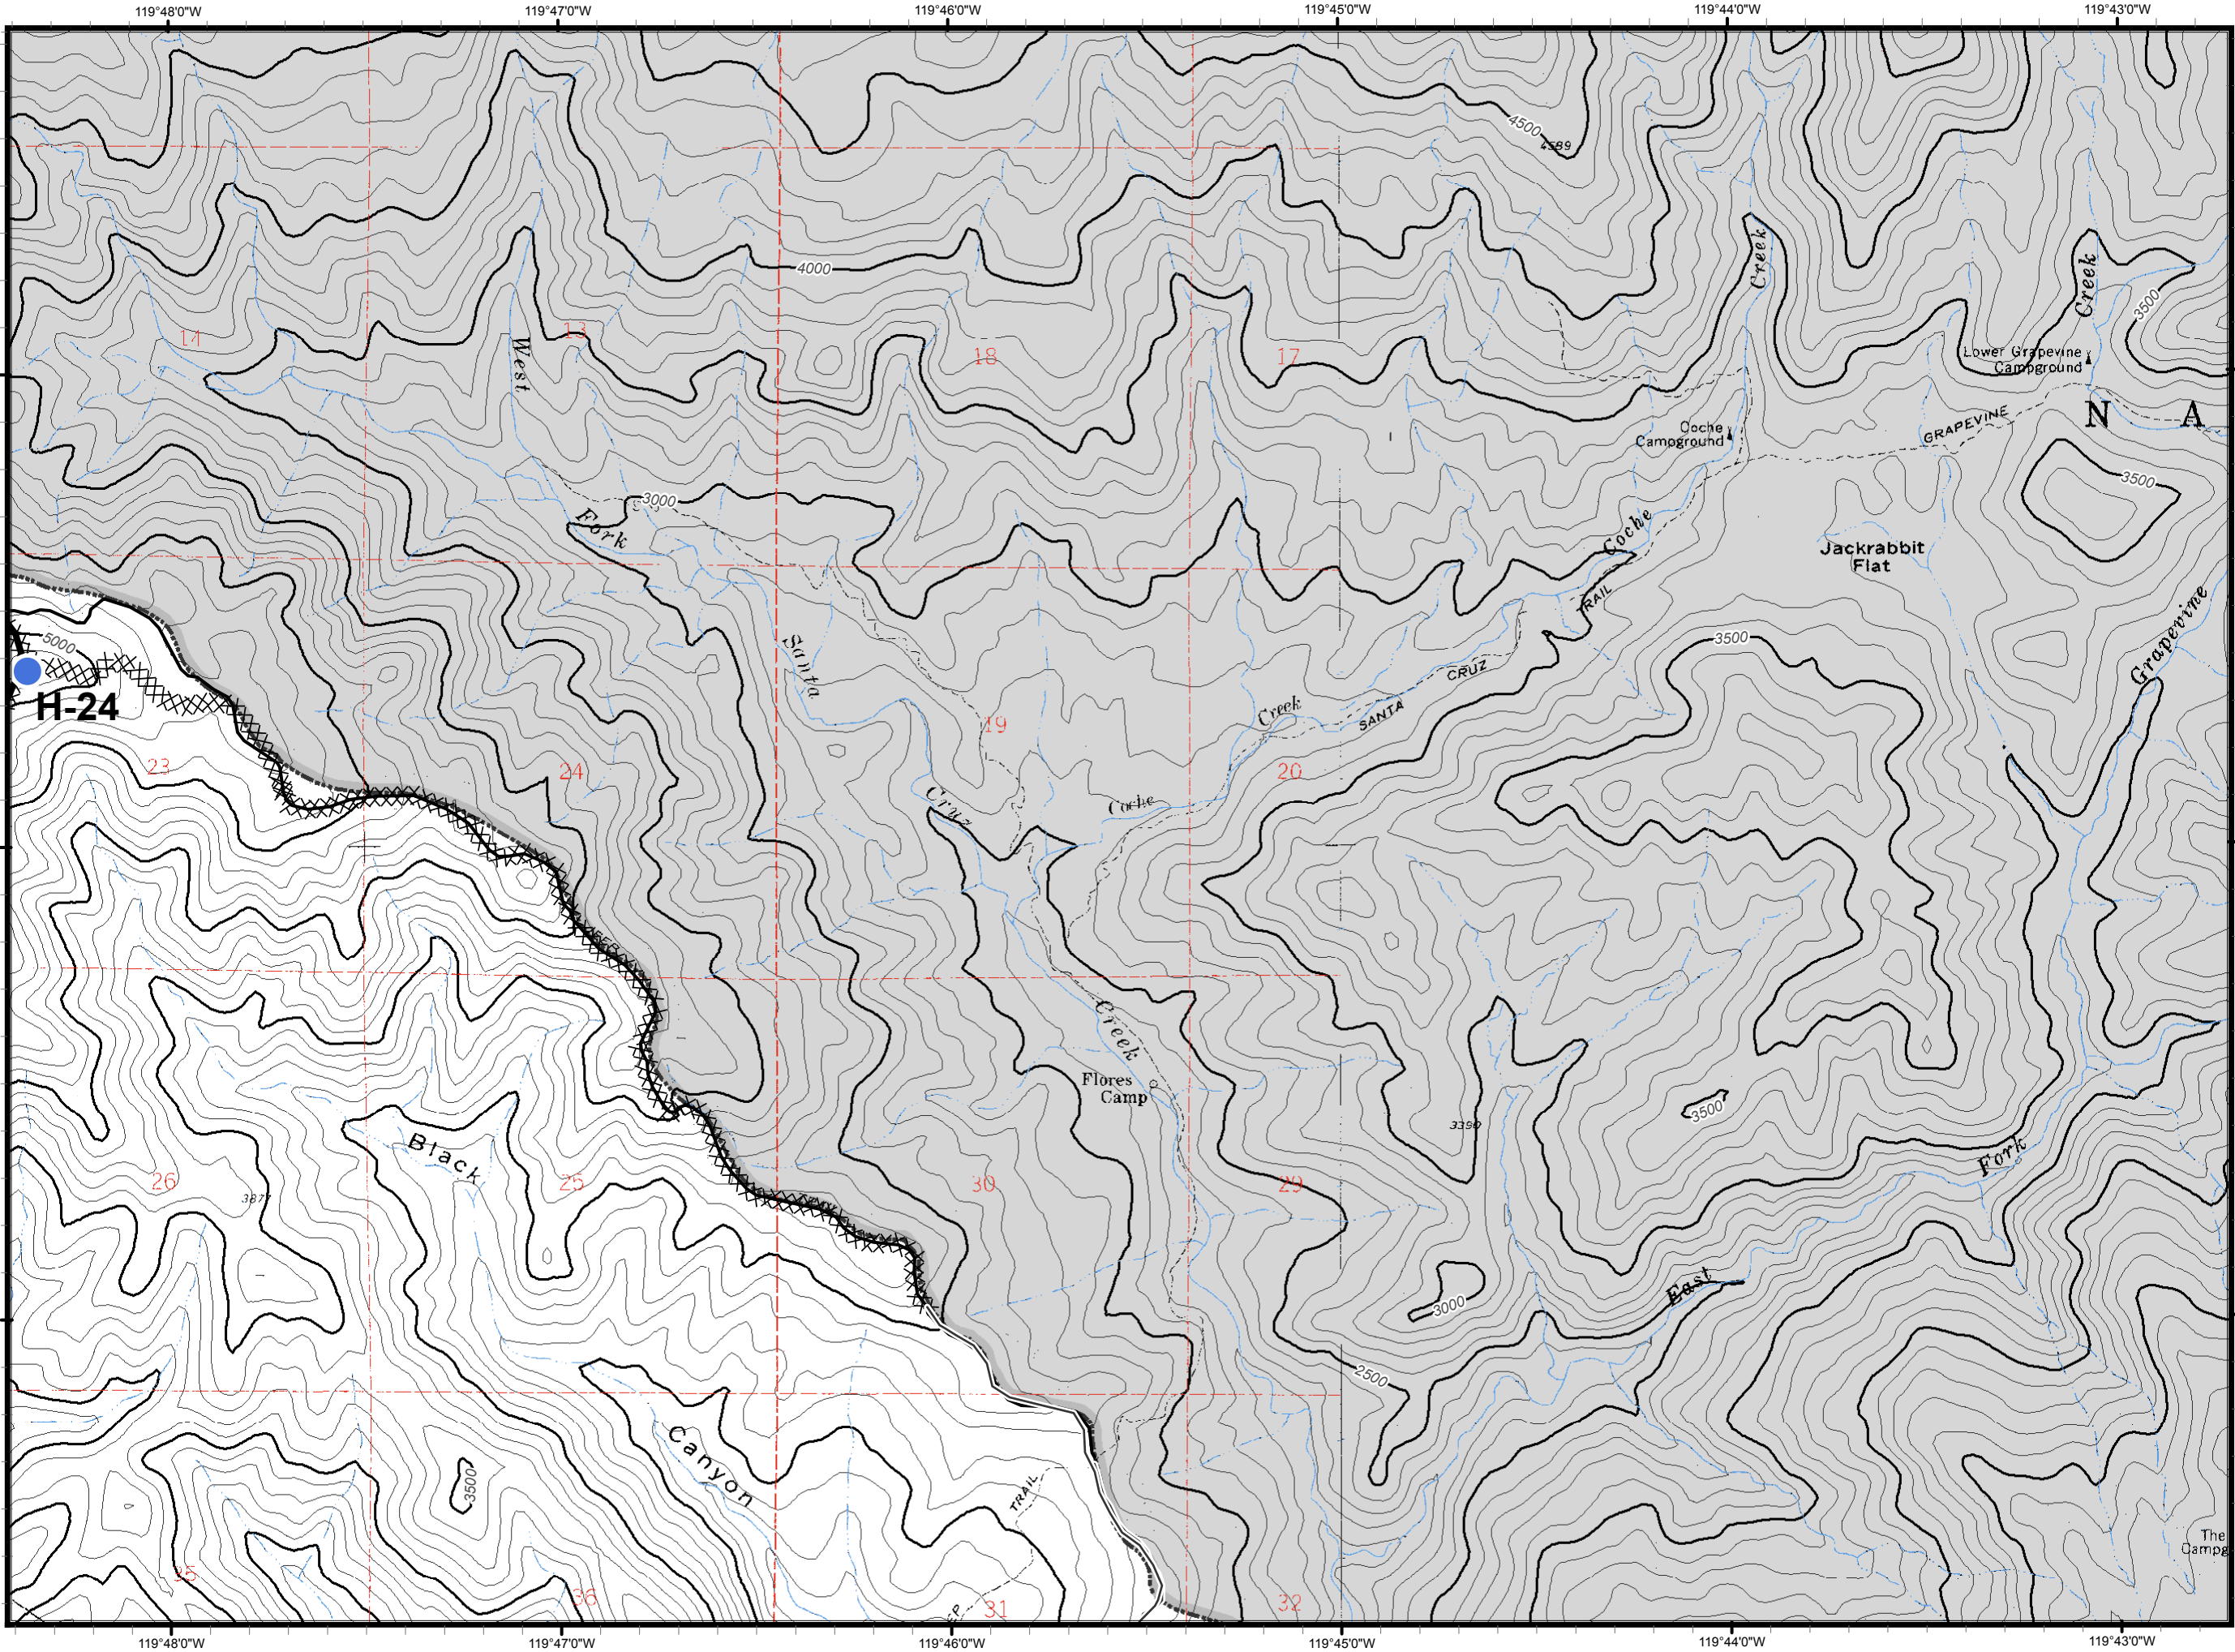 119°48'0"W
119°47'0"W
119°46'0"W
119°45'0"W
119°44'0"W
119°43'0"W
4500
4589
4000
Creek
Creek
3500
14
West
13
18
17
Lower Grapevine
Campground
N A
GRAPEVINE
Coche
Campground
3500
3000
Fork
Coche
Jackrabbit
Flat
TRAIL
Grapevine
5000
Santa
3500
CRUZ
H-24
Creek
SANTA
19
23
24
20
Cruz
Coche
Creek
Flores
Camp
3500
3390
Black
Fork
26
25
30
29
3877
East
3000
2500
Canyon
3500
TRAIL
The
Campg
35
36
31
32
EP
119°48'0"W
119°47'0"W
119°46'0"W
119°45'0"W
119°44'0"W
119°43'0"W